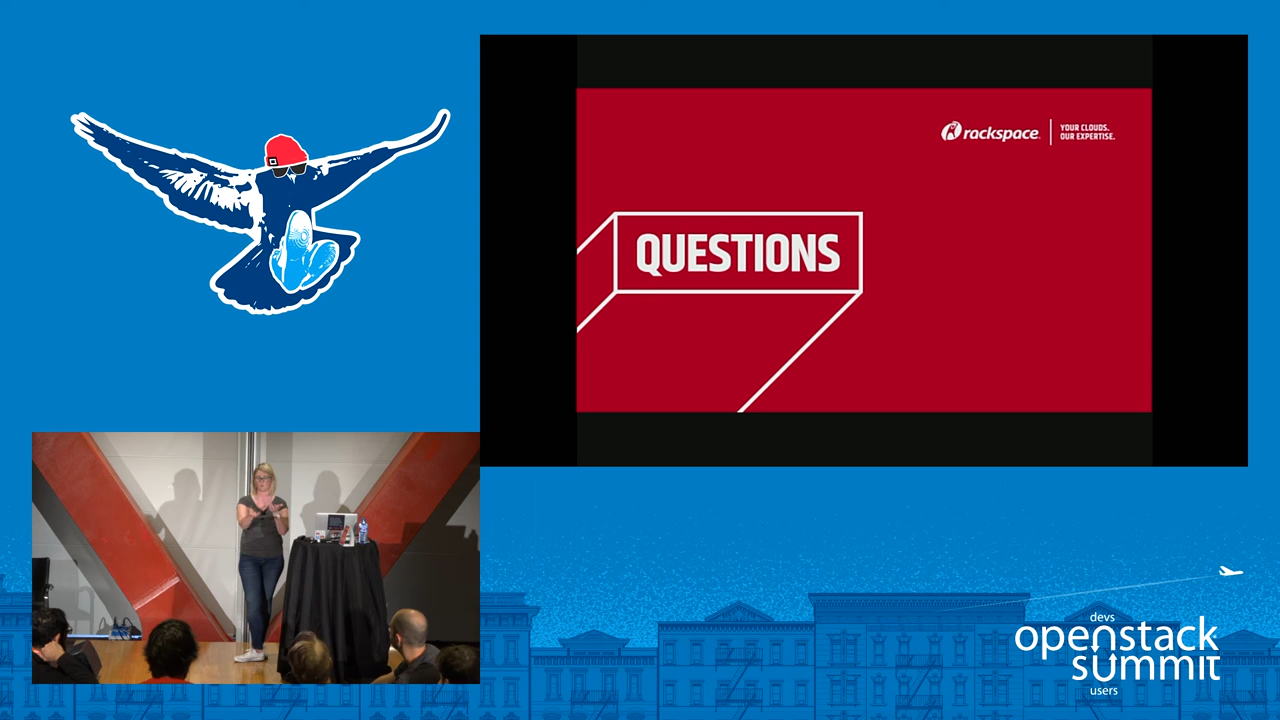 rackspace.
YOUR CLOUDS.
OUR EXPERTISE.
QUESTIONS
devs
openstack
summit
users